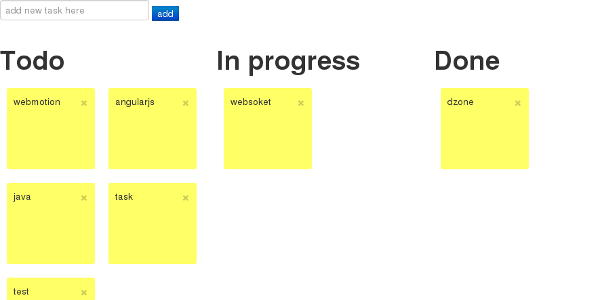 add new task here
add
Todo
In progress
Done
webmotion ×
angularjs ×
websoket ×
dzone ×
java ×
task ×
test ×